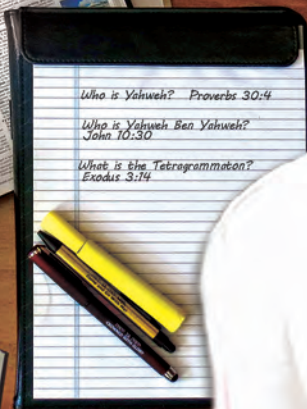 Who is Yahweh? Proverbs 30:4
Who is Yahweh Ben Yahweh?
John 10:30
What is the Tetragrammaton?
Exodus 3:14